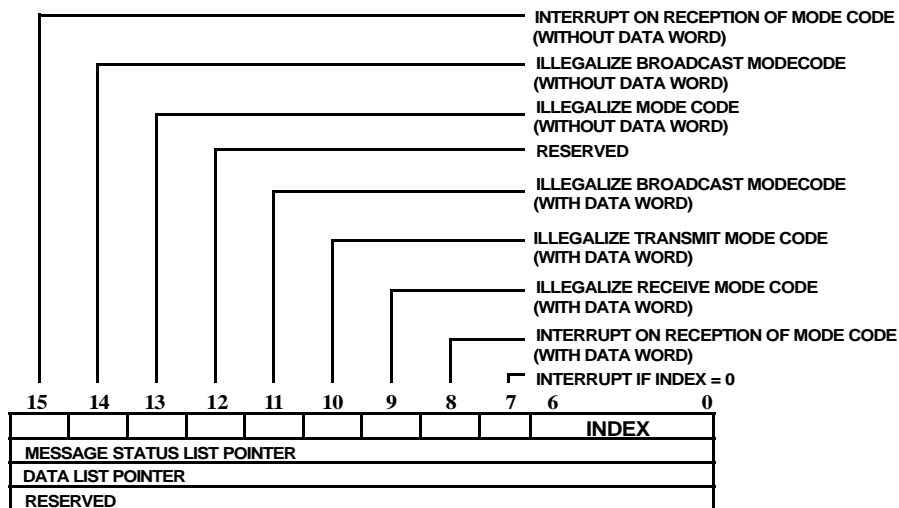 INTERRUPT ON RECEPTION OF MODE CODE
(WITHOUT DATA WORD)
ILLEGALIZE BROADCAST MODECODE
(WITHOUT DATA WORD)
ILLEGALIZE MODE CODE
(WITHOUT DATA WORD)
RESERVED
ILLEGALIZE BROADCAST MODECODE
(WITH DATA WORD)
ILLEGALIZE TRANSMIT MODE CODE
(WITH DATA WORD)
ILLEGALIZE RECEIVE MODE CODE
(WITH DATA WORD)
INTERRUPT ON RECEPTION OF MODE CODE
(WITH DATA WORD)
INTERRUPT IF INDEX = 0
15 14 13 12 11 10 9 8 7 6 0
INDEX
MESSAGE STATUS LIST POINTER
DATA LIST POINTER
RESERVED